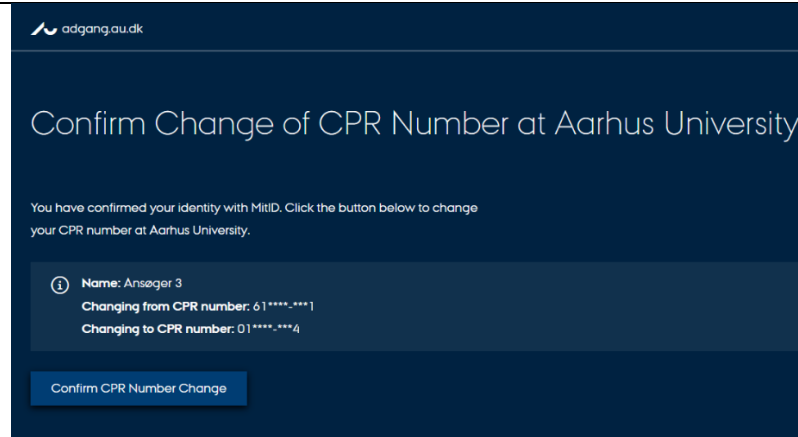 adgang.au.dk
Confirm Change of CPR Number at Aarhus University
You have confirmed your identity with MitID. Click the button below to change
your CPR number at Aarhus University.
Name: Ansøger 3
Changing from CPR number: 61****-***1
Changing to CPR number: 01****-***4
Confirm CPR Number Change